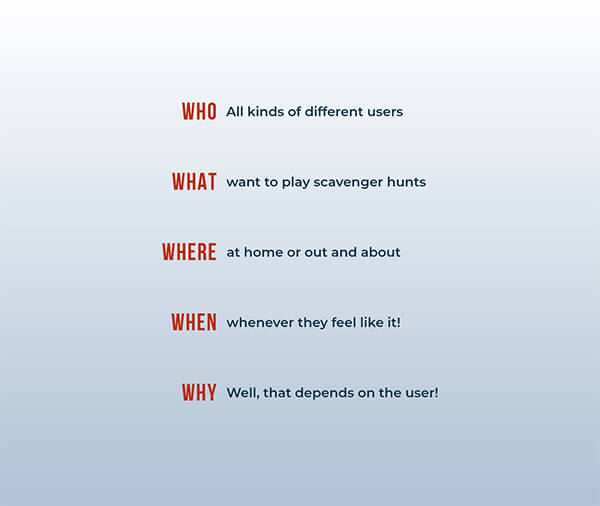 WHO All kinds of different users
WHAT want to play scavenger hunts
WHERE at home or out and about
WHEN whenever they feel like it!
WHY Well, that depends on the user!